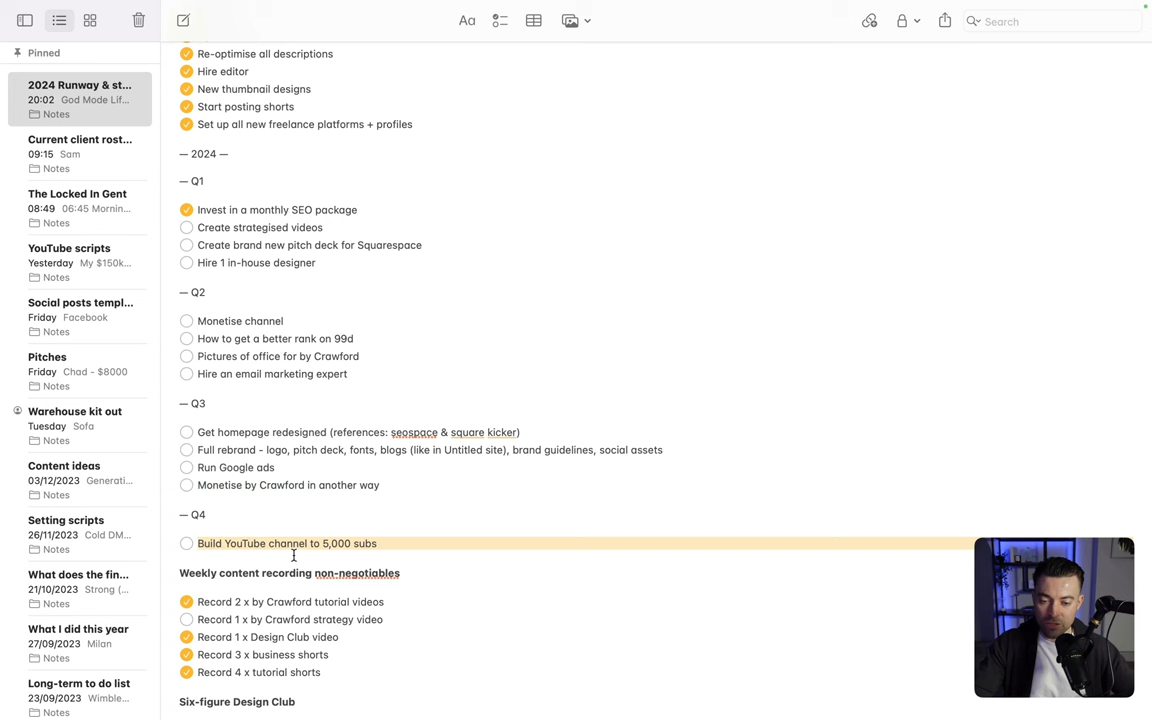 Aa
Search
Pinned
2024 Runway & st...
20:02 God Mode Lif...
Notes
Current client rost...
09:15 Sam
Notes
The Locked In Gent
08:49 06:45 Mornin...
Notes
YouTube scripts
Yesterday My $150k...
Notes
Social posts templ...
Friday Facebook
Notes
Pitches
Friday Chad - $8000
Notes
Warehouse kit out
Tuesday Sofa
Notes
Content ideas
03/12/2023 Generati...
Notes
Setting scripts
26/11/2023 Cold DM...
Notes
What does the fin...
21/10/2023 Strong (...
Notes
What I did this year
27/09/2023 Milan
Notes
Long-term to do list
23/09/2023 Wimble...
Notes
Re-optimise all descriptions
Hire editor
New thumbnail designs
Start posting shorts
Set up all new freelance platforms + profiles
— 2024 —
— Q1
Invest in a monthly SEO package
Create strategised videos
Create brand new pitch deck for Squarespace
Hire 1 in-house designer
— Q2
Monetise channel
How to get a better rank on 99d
Pictures of office for by Crawford
Hire an email marketing expert
— Q3
Get homepage redesigned (references: seospace & square kicker)
Full rebrand - logo, pitch deck, fonts, blogs (like in Untitled site), brand guidelines, social assets
Run Google ads
Monetise by Crawford in another way
— Q4
Build YouTube channel to 5,000 subs
Weekly content recording non-negotiables
Record 2 x by Crawford tutorial videos
Record 1 x by Crawford strategy video
Record 1 x Design Club video
Record 3 x business shorts
Record 4 x tutorial shorts
Six-figure Design Club